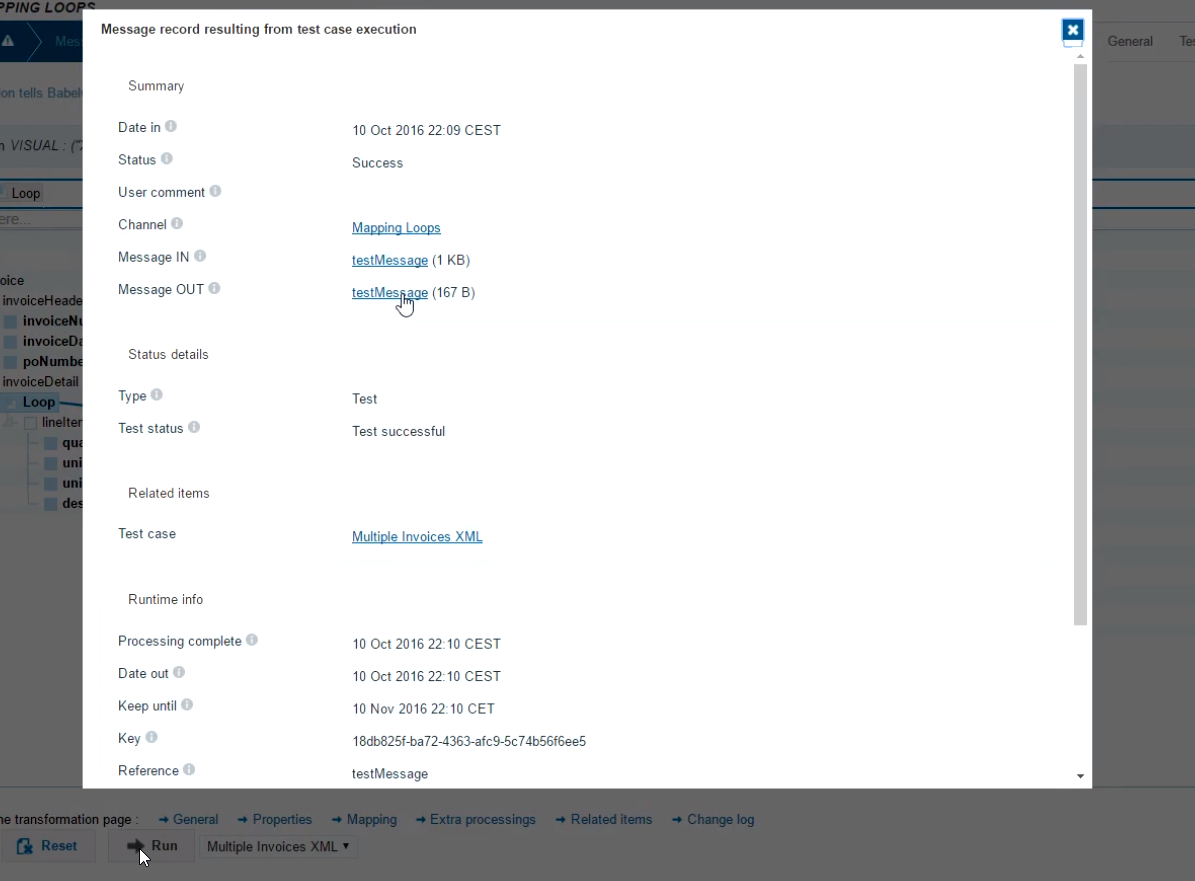 PPING LOOPS
Message record resulting from test case execution
Mes
General Te
ion tells Babel
n VISUAL : ("7
Loop
ere...
Summary
Date in 10 Oct 2016 22:09 CEST
Status Success
User comment
Channel Mapping Loops
Message IN testMessage (1 KB)
Message OUT testMessage (167 B)
Status details
Type Test
Test status Test successful
Related items
Test case Multiple Invoices XML
Runtime info
Processing complete 10 Oct 2016 22:10 CEST
Date out 10 Oct 2016 22:10 CEST
Keep until 10 Nov 2016 22:10 CET
Key 18db825f-ba72-4363-afc9-5c74b56f6ee5
Reference testMessage
oice
invoiceHeade
invoiceNu
invoiceDa
poNumbe
invoiceDetail
Loop
lineIter
qua
uni
uni
des
he transformation page : General Properties Mapping Extra processings Related items Change log
Reset Run Multiple Invoices XML